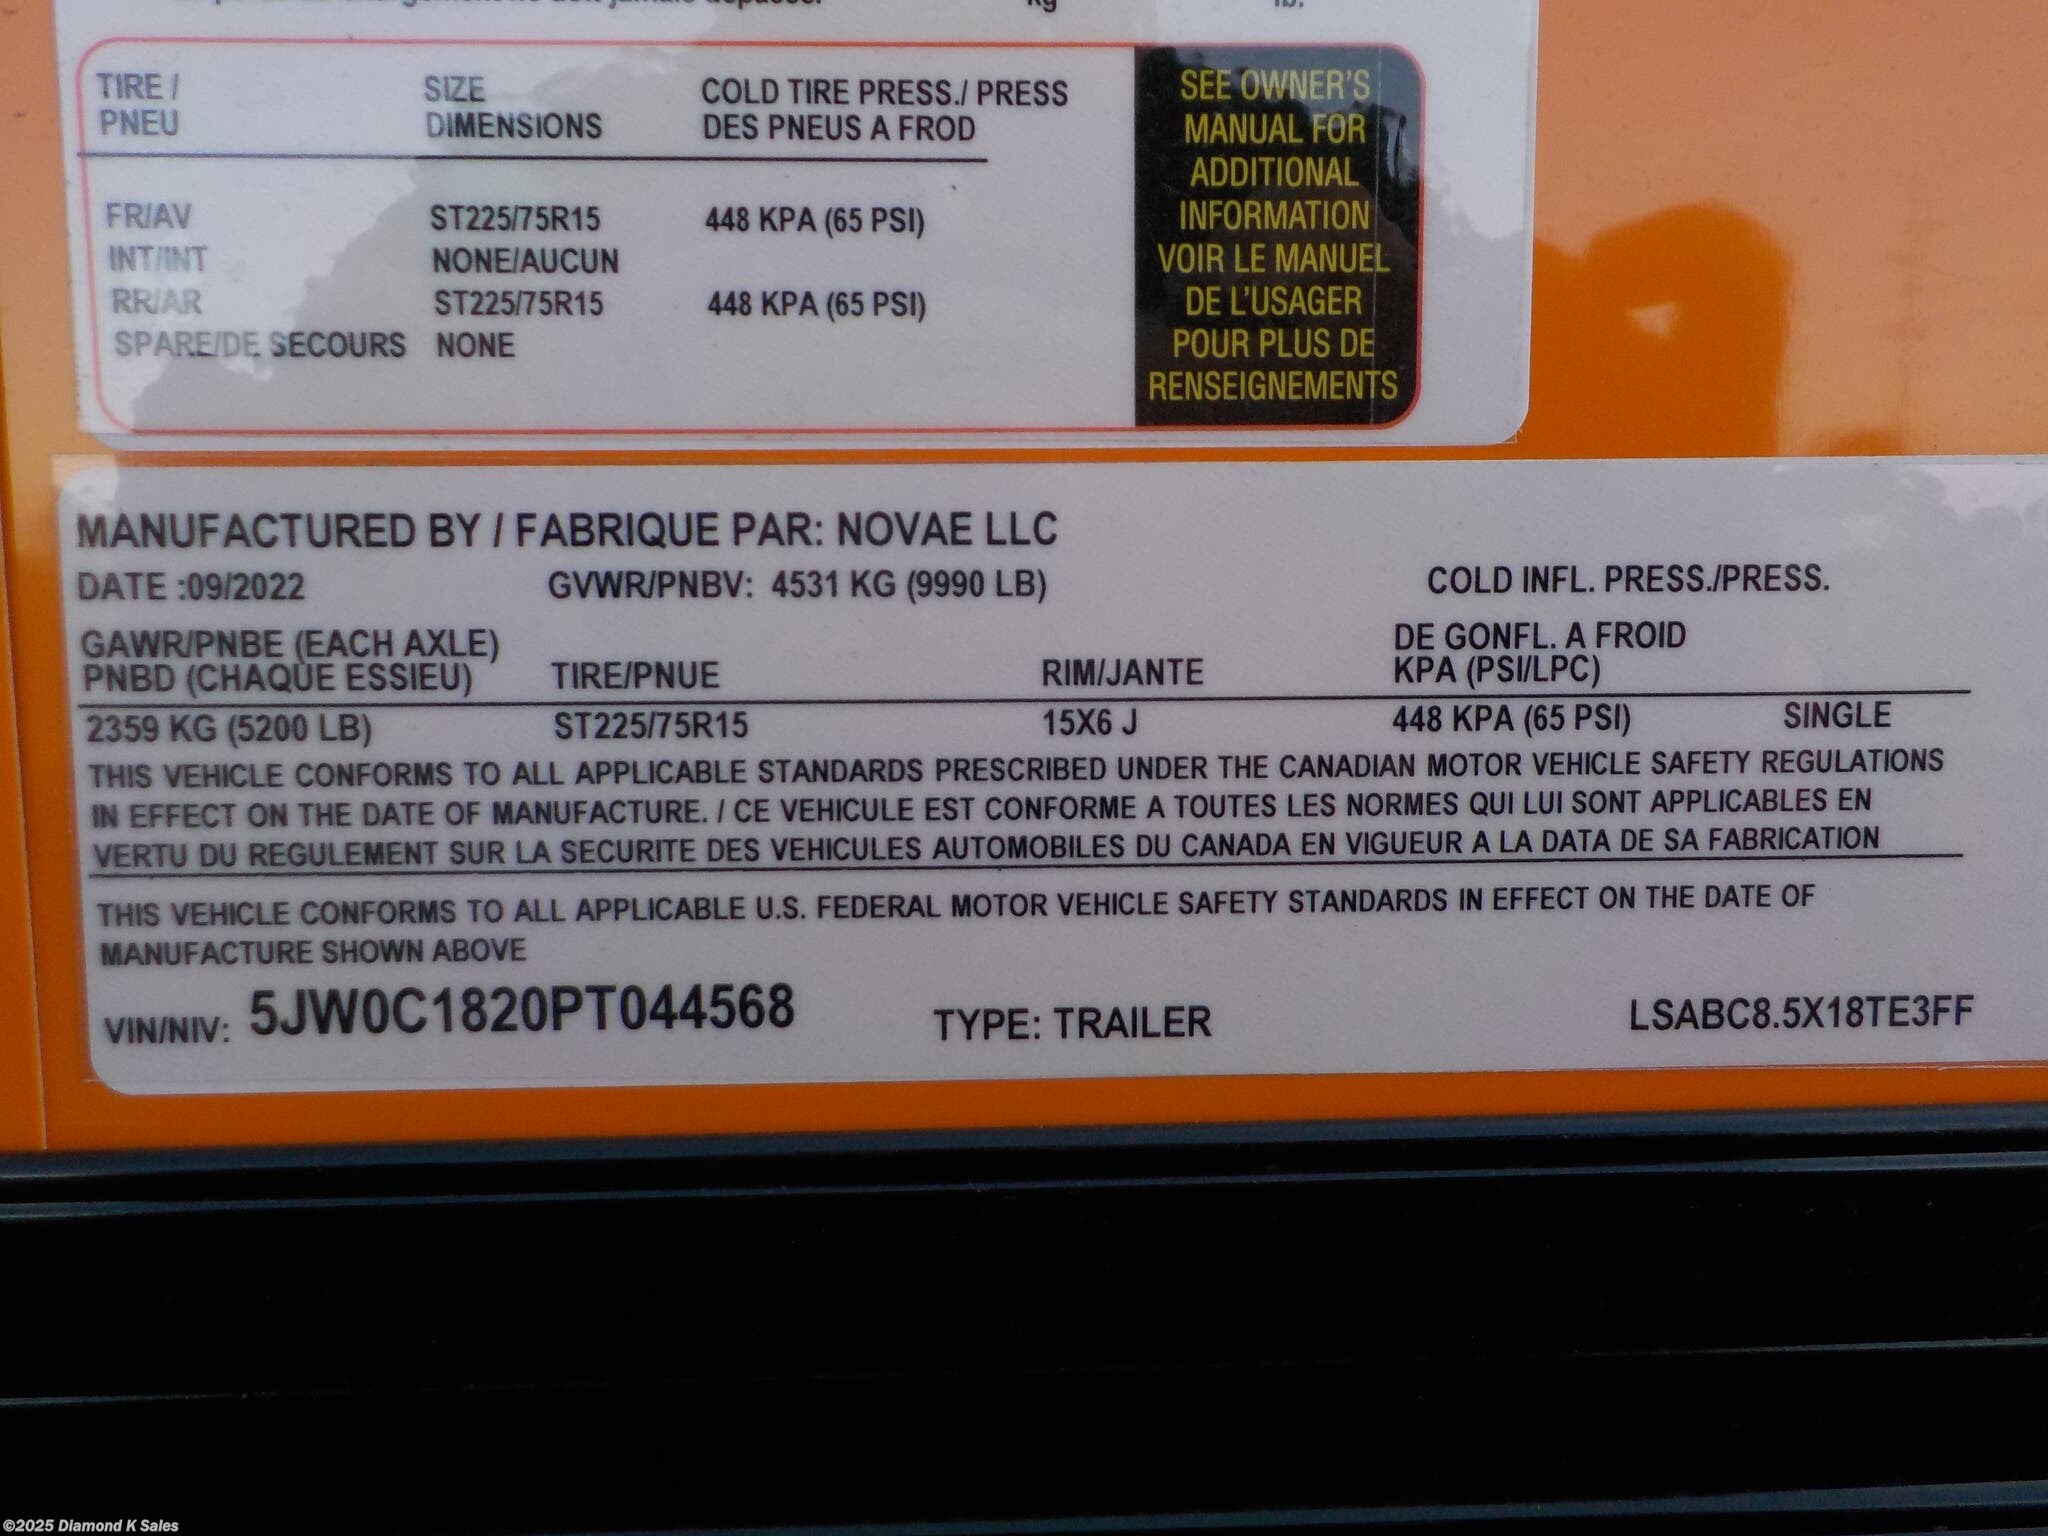 kg lb.
TIRE / SIZE COLD TIRE PRESS./ PRESS
PNEU DIMENSIONS DES PNEUS A FROD
FR/AV ST225/75R15 448 KPA (65 PSI)
INT/INT NONE/AUCUN
RR/AR ST225/75R15 448 KPA (65 PSI)
SPARE/DE SECOURS NONE
SEE OWNER'S
MANUAL FOR
ADDITIONAL
INFORMATION
VOIR LE MANUEL
DE L'USAGER
POUR PLUS DE
RENSEIGNEMENTS
MANUFACTURED BY / FABRIQUE PAR: NOVAE LLC
DATE :09/2022 GVWR/PNBV: 4531 KG (9990 LB) COLD INFL. PRESS./PRESS.
GAWR/PNBE (EACH AXLE) DE GONFL. A FROID
PNBD (CHAQUE ESSIEU) TIRE/PNUE RIM/JANTE KPA (PSI/LPC)
2359 KG (5200 LB) ST225/75R15 15X6 J 448 KPA (65 PSI) SINGLE
THIS VEHICLE CONFORMS TO ALL APPLICABLE STANDARDS PRESCRIBED UNDER THE CANADIAN MOTOR VEHICLE SAFETY REGULATIONS
IN EFFECT ON THE DATE OF MANUFACTURE. / CE VEHICULE EST CONFORME A TOUTES LES NORMES QUI LUI SONT APPLICABLES EN
VERTU DU REGULEMENT SUR LA SECURITE DES VEHICULES AUTOMOBILES DU CANADA EN VIGUEUR A LA DATA DE SA FABRICATION
THIS VEHICLE CONFORMS TO ALL APPLICABLE U.S. FEDERAL MOTOR VEHICLE SAFETY STANDARDS IN EFFECT ON THE DATE OF
MANUFACTURE SHOWN ABOVE
VIN/NIV: 5JW0C1820PT044568 TYPE: TRAILER LSABC8.5X18TE3FF
©2025 Diamond K Sales